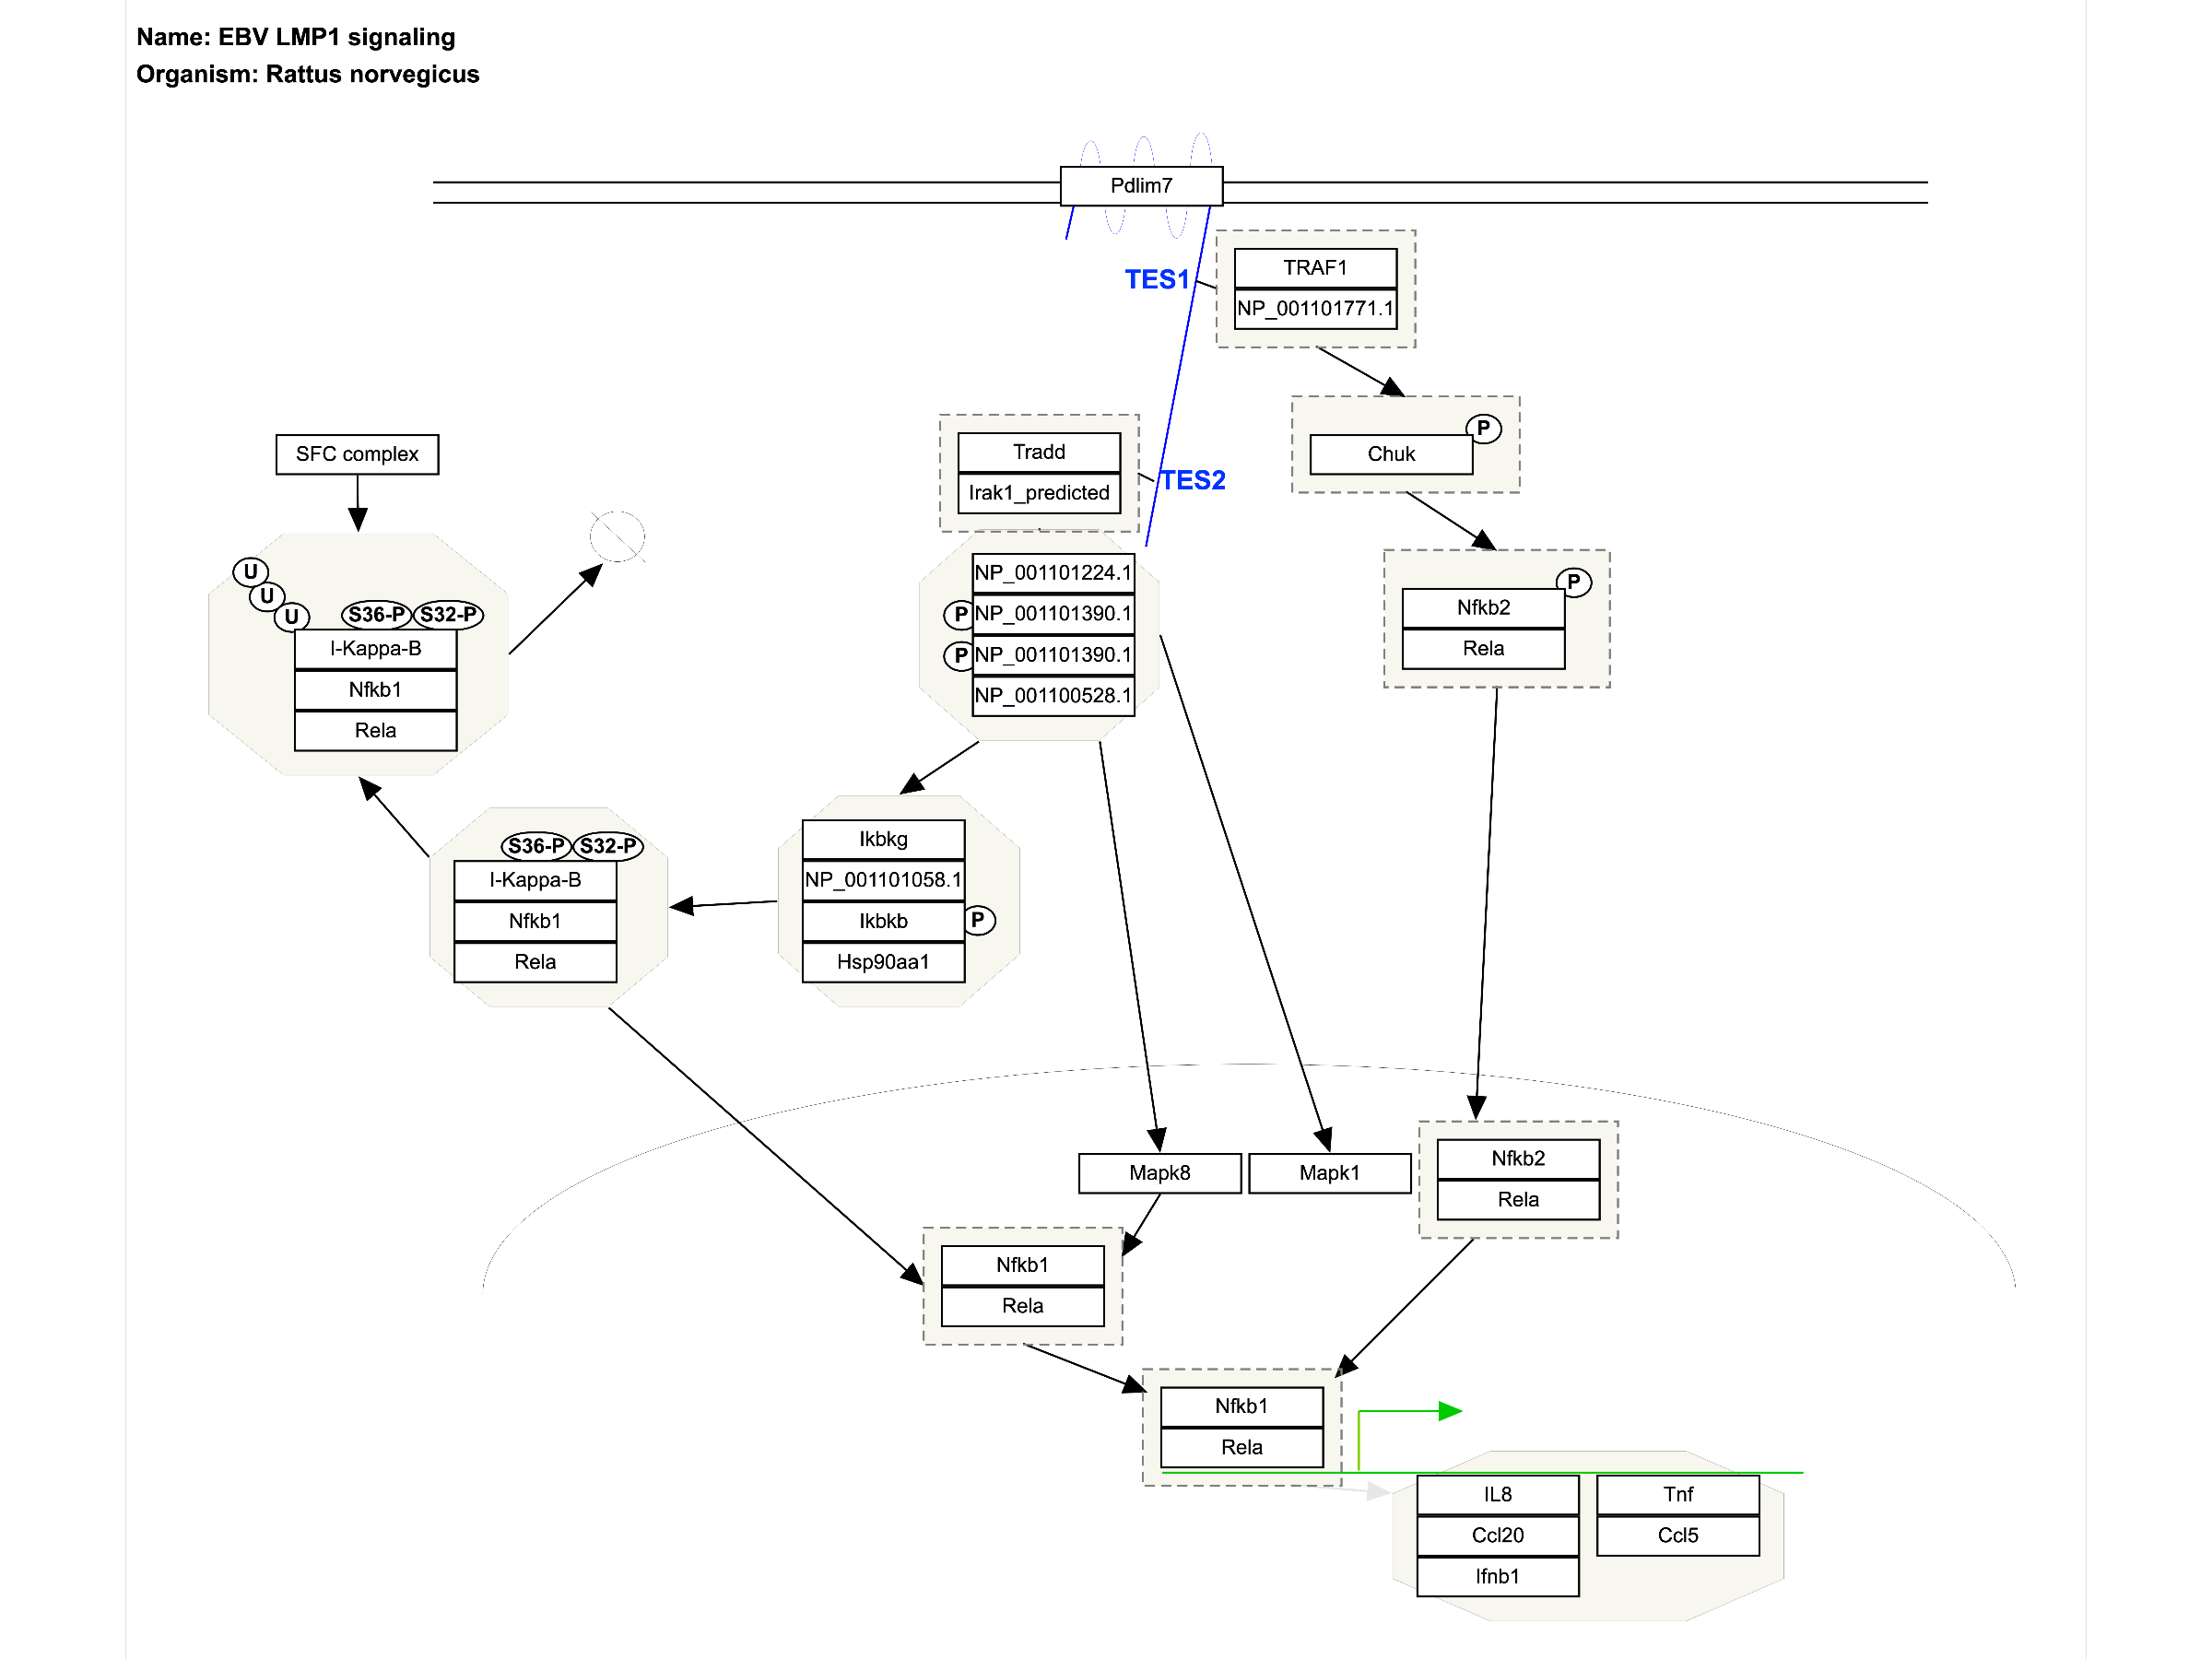 Name: EBV LMP1 signaling
Organism: Rattus norvegicus
Pdlim7
TES1
TRAF1
NP_001101771.1
P
Chuk
Tradd
Irak1_predicted
TES2
SFC complex
U
U
U
S36-P
S32-P
I-Kappa-B
Nfkb1
Rela
NP_001101224.1
P
NP_001101390.1
P
NP_001101390.1
NP_001100528.1
P
Nfkb2
Rela
S36-P
S32-P
I-Kappa-B
Nfkb1
Rela
Ikbkg
NP_001101058.1
Ikbkb
P
Hsp90aa1
Mapk8
Mapk1
Nfkb2
Rela
Nfkb1
Rela
Nfkb1
Rela
IL8
Ccl20
Ifnb1
Tnf
Ccl5